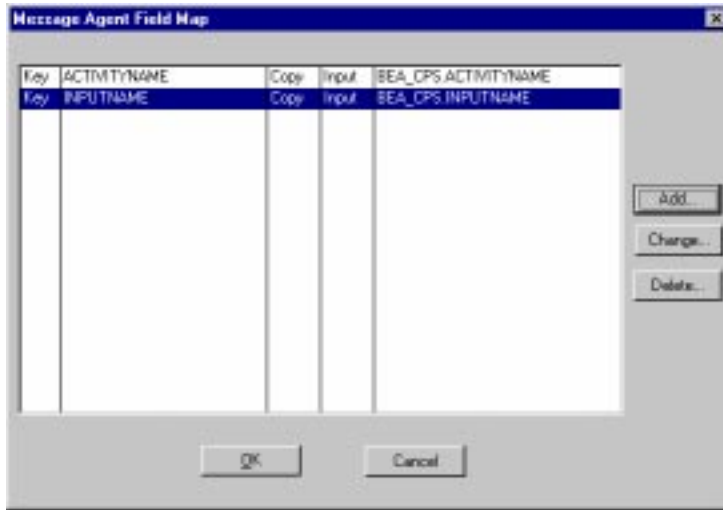 Message Agent Field Map
Key ACTIVITYNAME Copy Input BEA_CPS.ACTIVITYNAME
Key INPUTNAME Copy Input BEA_CPS.INPUTNAME
Add...
Change...
Delete...
OK Cancel